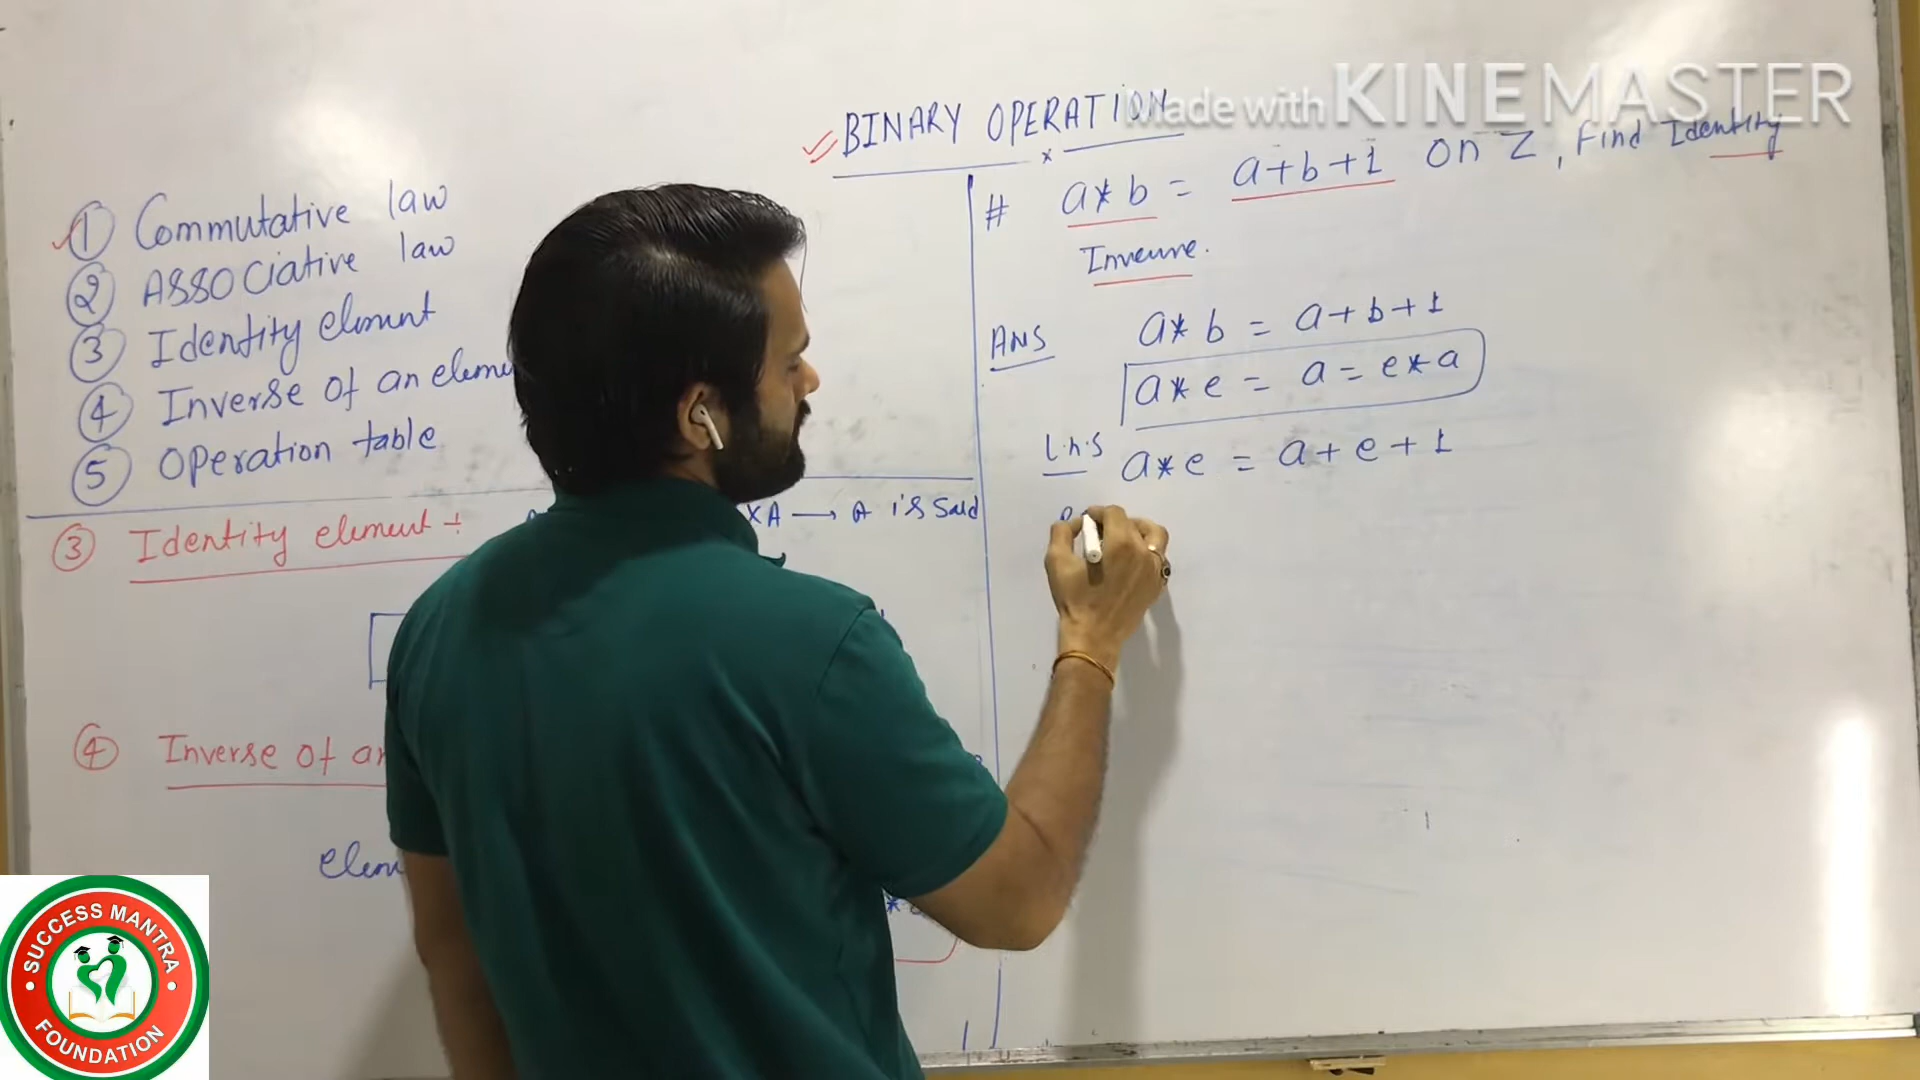 Made with KINEMASTER
BINARY OPERATION
① Commutative law
② ASSOCiative law
③ Identity element
④ Inverse of an eleme
⑤ Operation table
③ Identity element ÷
XA → A is Said
④ Inverse of an
elem
# a*b = a+b+1 on Z, Find Identity
Inverse.
Ans a*b = a+b+1
a*e = a = e*a
L.h.S a*e = a+e+1
SUCCESS MANTRA
FOUNDATION